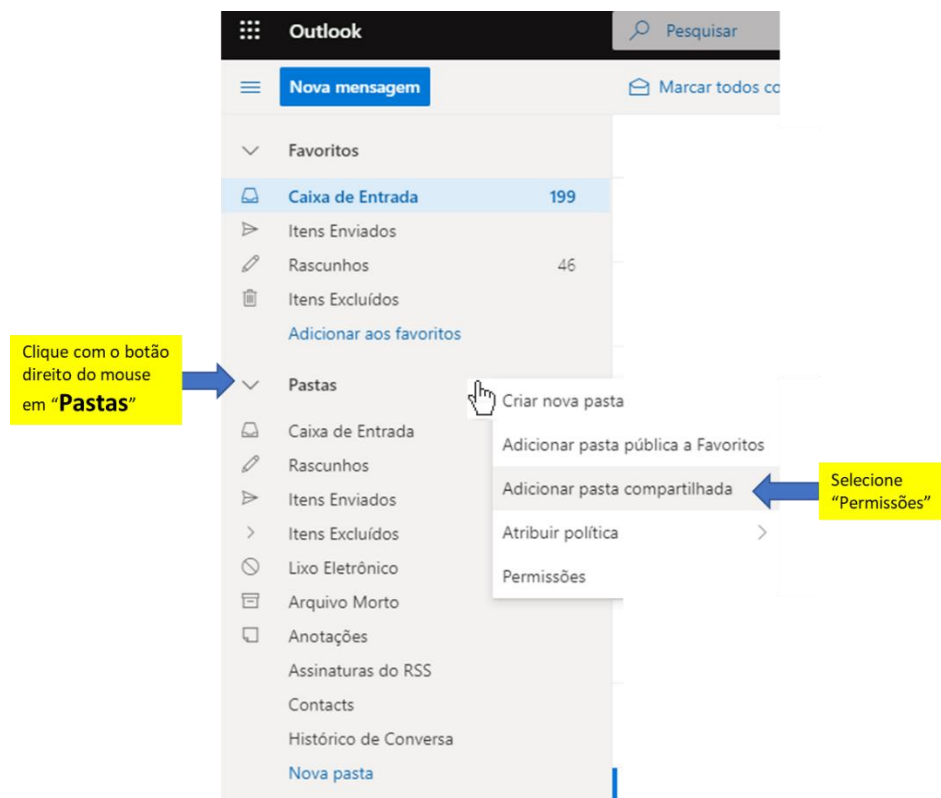 Outlook
Pesquisar
Nova mensagem
Marcar todos co
Favoritos
Caixa de Entrada 199
Itens Enviados
Rascunhos 46
Itens Excluídos
Adicionar aos favoritos
Clique com o botão
direito do mouse
em “Pastas”
Pastas
Criar nova pasta
Adicionar pasta pública a Favoritos
Adicionar pasta compartilhada
Atribuir política
Permissões
Selecione
“Permissões”
Caixa de Entrada
Rascunhos
Itens Enviados
Itens Excluídos
Lixo Eletrônico
Arquivo Morto
Anotações
Assinaturas do RSS
Contacts
Histórico de Conversa
Nova pasta